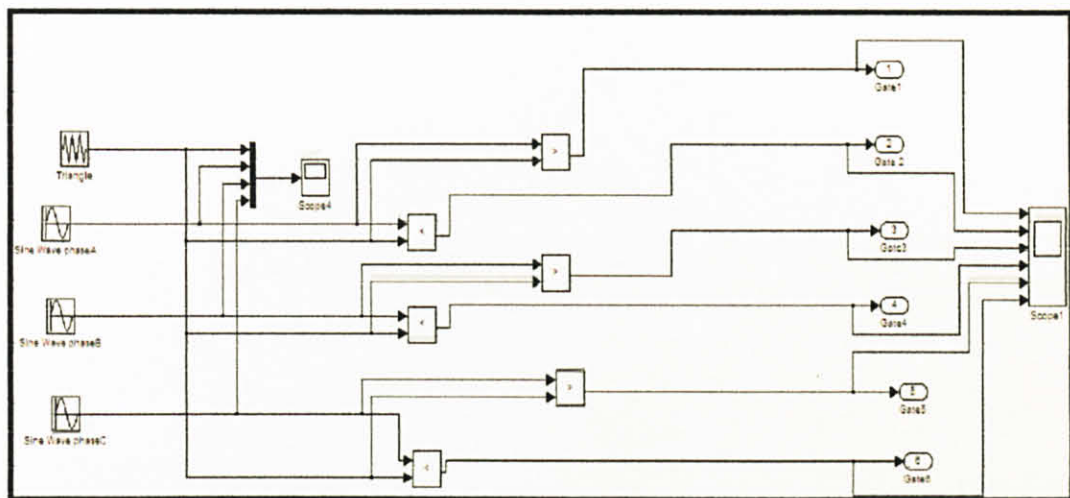 1
Gate1
2
Gate 2
Triangle
>
Scope4
Sine Wave phaseA
<
3
Gate3
>
Sine Wave phaseB
<
4
Gate4
Scope1
>
5
Gate5
Sine Wave phaseC
<
6
Gate6